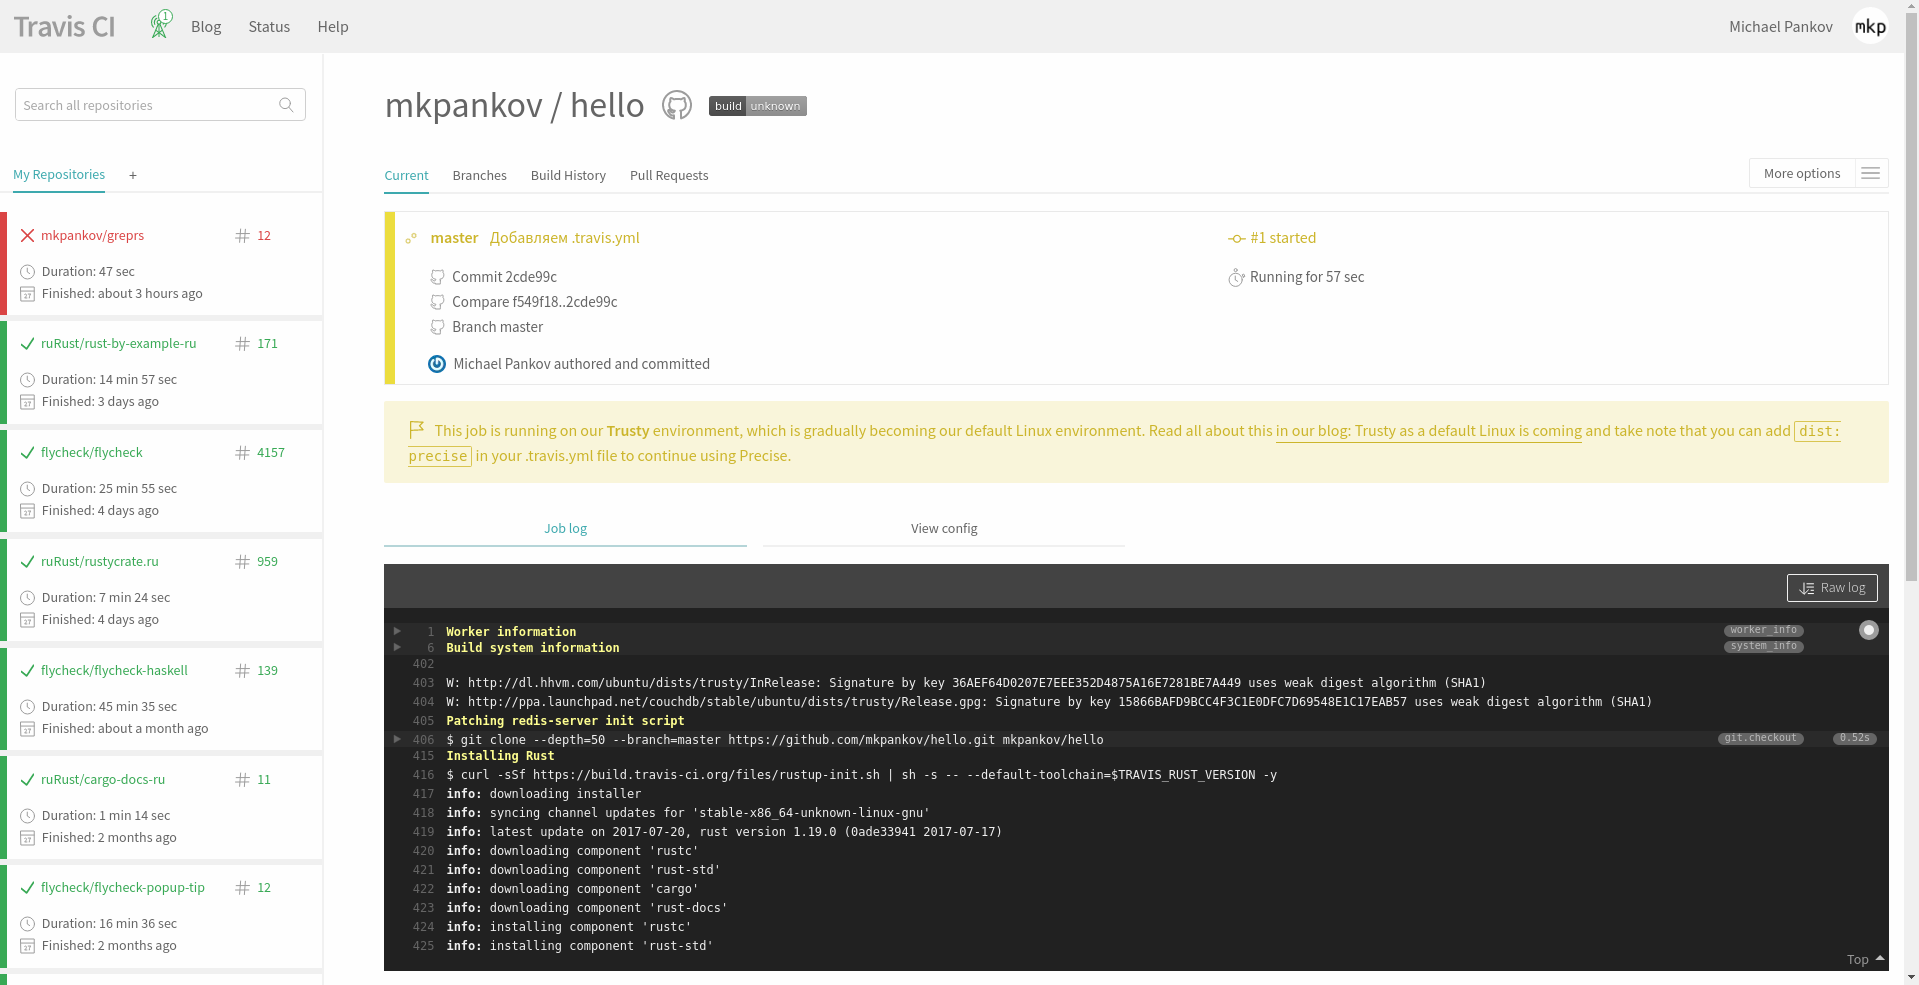 Travis CI 1 Blog Status Help Michael Pankov mkp
Search all repositories
My Repositories +
mkpankov/greprs # 12
Duration: 47 sec
Finished: about 3 hours ago
ruRust/rust-by-example-ru # 171
Duration: 14 min 57 sec
Finished: 3 days ago
flycheck/flycheck # 4157
Duration: 25 min 55 sec
Finished: 4 days ago
ruRust/rustycrate.ru # 959
Duration: 7 min 24 sec
Finished: 4 days ago
flycheck/flycheck-haskell # 139
Duration: 45 min 35 sec
Finished: about a month ago
ruRust/cargo-docs-ru # 11
Duration: 1 min 14 sec
Finished: 2 months ago
flycheck/flycheck-popup-tip # 12
Duration: 16 min 36 sec
Finished: 2 months ago
mkpankov / hello build unknown
Current Branches Build History Pull Requests More options
master Добавляем .travis.yml #1 started
Commit 2cde99c Running for 57 sec
Compare f549f18..2cde99c
Branch master
Michael Pankov authored and committed
This job is running on our Trusty environment, which is gradually becoming our default Linux environment. Read all about this in our blog: Trusty as a default Linux is coming and take note that you can add dist:
precise in your .travis.yml file to continue using Precise.
Job log View config
Raw log
1 Worker information worker_info
6 Build system information system_info
402
403 W: http://dl.hhvm.com/ubuntu/dists/trusty/InRelease: Signature by key 36AEF64D0207E7EEE352D4875A16E7281BE7A449 uses weak digest algorithm (SHA1)
404 W: http://ppa.launchpad.net/couchdb/stable/ubuntu/dists/trusty/Release.gpg: Signature by key 15866BAFD9BCC4F3C1E0DFC7D69548E1C17EAB57 uses weak digest algorithm (SHA1)
405 Patching redis-server init script
406 $ git clone --depth=50 --branch=master https://github.com/mkpankov/hello.git mkpankov/hello git.checkout 0.52s
415 Installing Rust
416 $ curl -sSf https://build.travis-ci.org/files/rustup-init.sh | sh -s -- --default-toolchain=$TRAVIS_RUST_VERSION -y
417 info: downloading installer
418 info: syncing channel updates for 'stable-x86_64-unknown-linux-gnu'
419 info: latest update on 2017-07-20, rust version 1.19.0 (0ade33941 2017-07-17)
420 info: downloading component 'rustc'
421 info: downloading component 'rust-std'
422 info: downloading component 'cargo'
423 info: downloading component 'rust-docs'
424 info: installing component 'rustc'
425 info: installing component 'rust-std'
Top